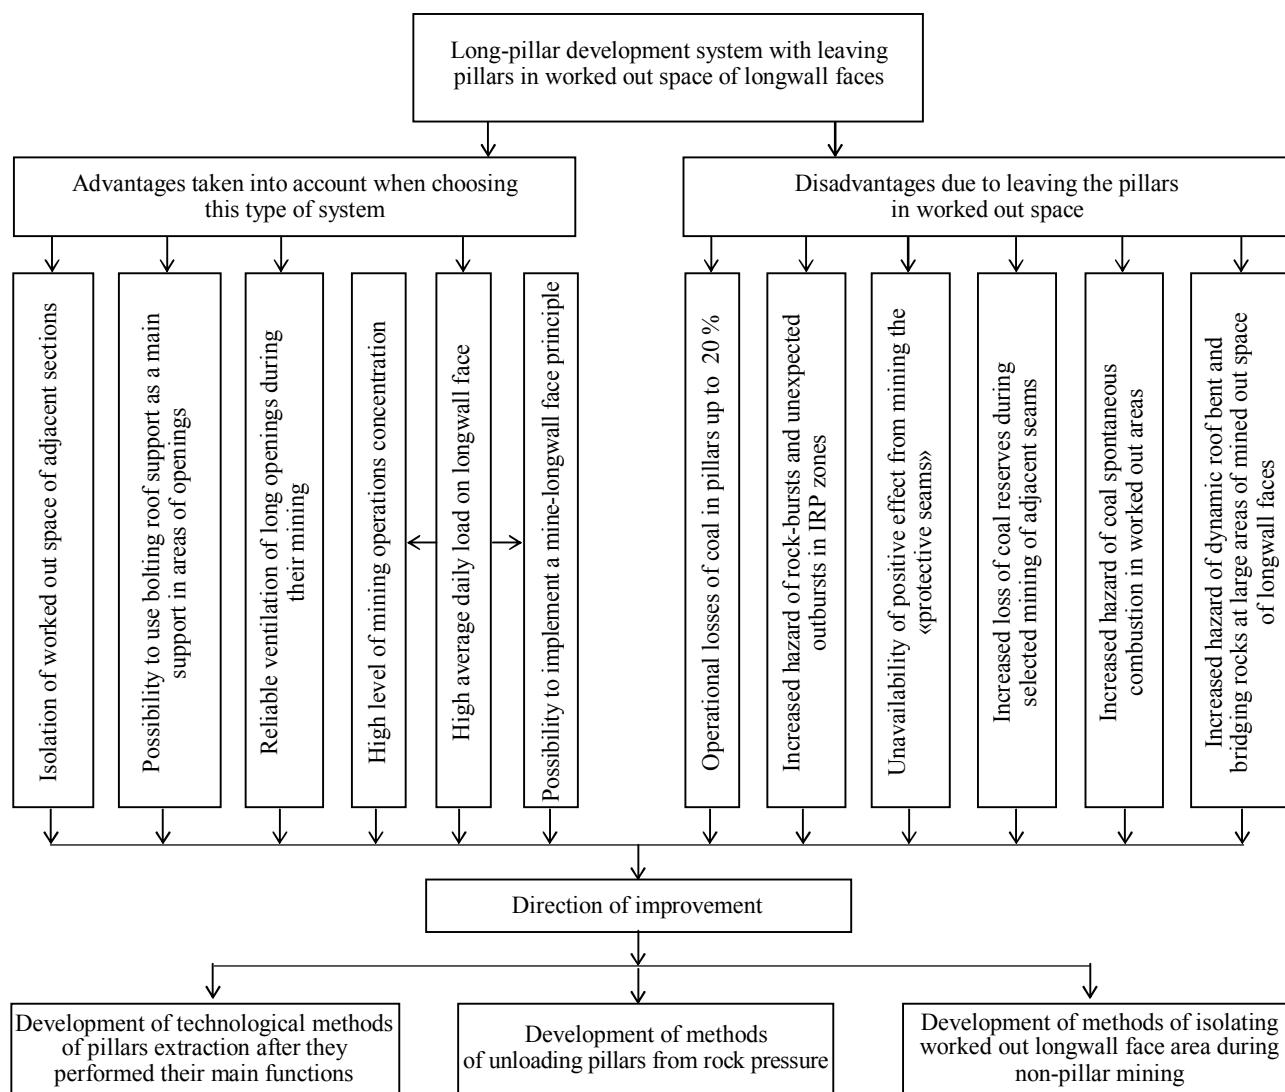 Long-pillar development system with leaving
pillars in worked out space of longwall faces
Advantages taken into account when choosing
this type of system
Disadvantages due to leaving the pillars
in worked out space
Isolation of worked out space of adjacent sections
Possibility to use bolting roof support as a main
support in areas of openings
Reliable ventilation of long openings during
their mining
High level of mining operations concentration
High average daily load on longwall face
Possibility to implement a mine-longwall face principle
Operational losses of coal in pillars up to 20 %
Increased hazard of rock-bursts and unexpected
outbursts in IRP zones
Unavailability of positive effect from mining the
«protective seams»
Increased loss of coal reserves during
selected mining of adjacent seams
Increased hazard of coal spontaneous
combustion in worked out areas
Increased hazard of dynamic roof bent and
bridging rocks at large areas of mined out space
of longwall faces
Direction of improvement
Development of technological methods
of pillars extraction after they
performed their main functions
Development of methods
of unloading pillars from rock pressure
Development of methods of isolating
worked out longwall face area during
non-pillar mining